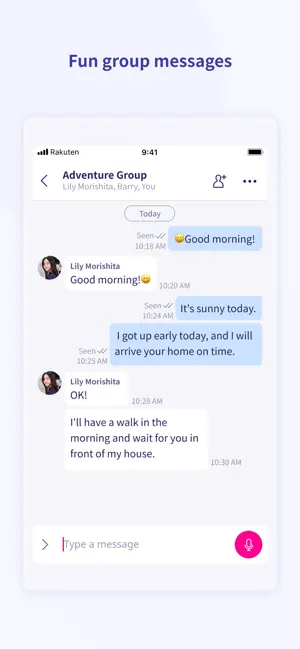 Fun group messages
Rakuten 9:41
Adventure Group
Lily Morishita, Barry, You
Today
Seen
10:18 AM
😀Good morning!
Lily Morishita
Good morning!😀
10:20 AM
Seen
10:24 AM
It's sunny today.
I got up early today, and I will
arrive your home on time.
Seen
10:25 AM
Lily Morishita
OK!
10:28 AM
I'll have a walk in the
morning and wait for you in
front of my house.
10:30 AM
Type a message